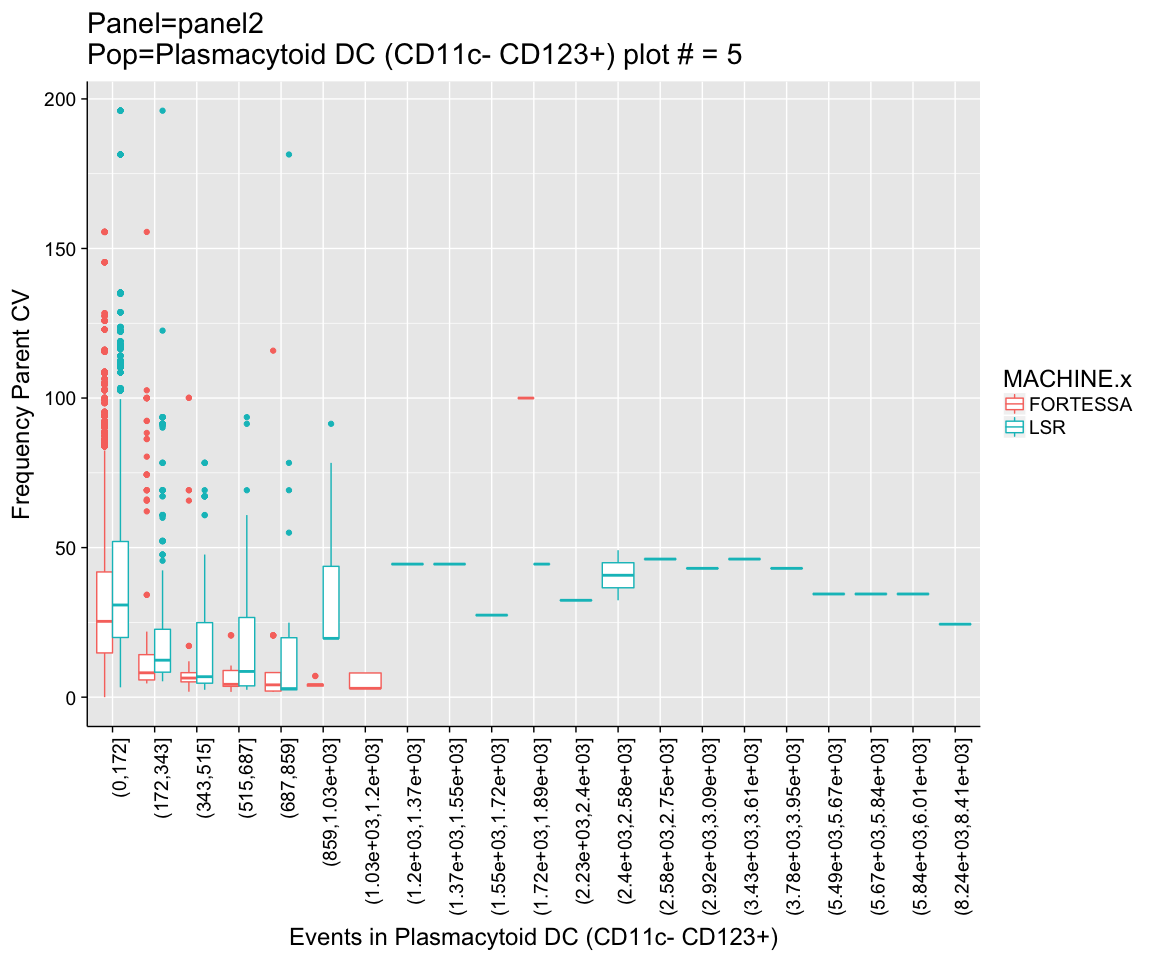 Panel=panel2
Pop=Plasmacytoid DC (CD11c- CD123+) plot # = 5
Frequency Parent CV
200
150
100
50
0
(0,172]
(172,343]
(343,515]
(515,687]
(687,859]
(859,1.03e+03]
(1.03e+03,1.2e+03]
(1.2e+03,1.37e+03]
(1.37e+03,1.55e+03]
(1.55e+03,1.72e+03]
(1.72e+03,1.89e+03]
(2.23e+03,2.4e+03]
(2.4e+03,2.58e+03]
(2.58e+03,2.75e+03]
(2.92e+03,3.09e+03]
(3.43e+03,3.61e+03]
(3.78e+03,3.95e+03]
(5.49e+03,5.67e+03]
(5.67e+03,5.84e+03]
(5.84e+03,6.01e+03]
(8.24e+03,8.41e+03]
Events in Plasmacytoid DC (CD11c- CD123+)
MACHINE.x
FORTESSA
LSR